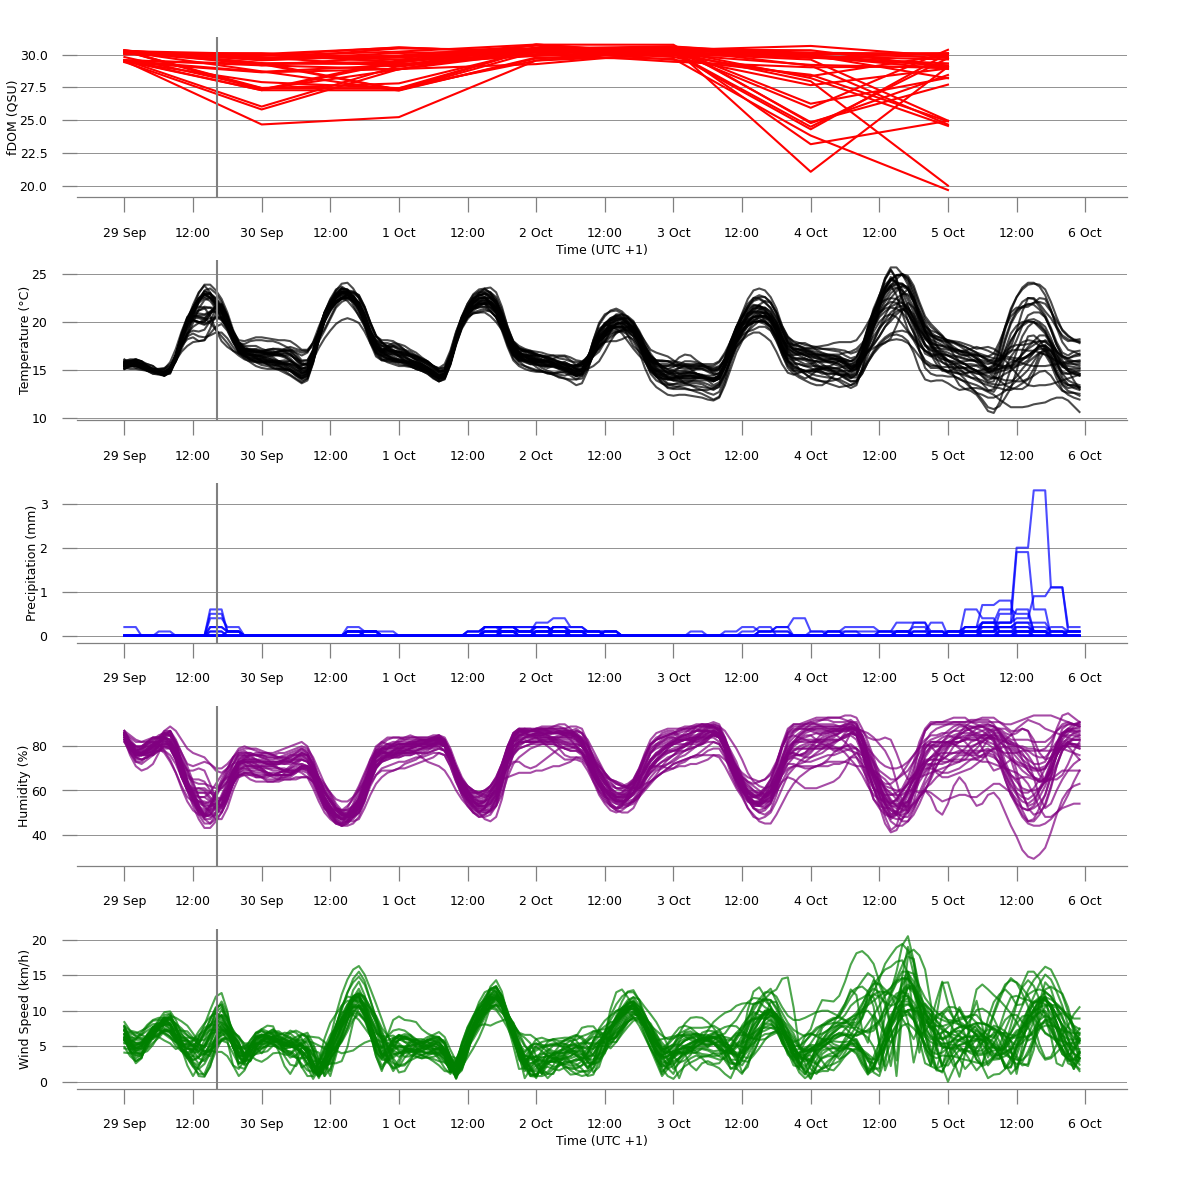 fDOM (QSU)
30.0
27.5
25.0
22.5
20.0
29 Sep 12:00 30 Sep 12:00 1 Oct 12:00 2 Oct 12:00 3 Oct 12:00 4 Oct 12:00 5 Oct 12:00 6 Oct
Time (UTC +1)
Temperature (°C)
25
20
15
10
29 Sep 12:00 30 Sep 12:00 1 Oct 12:00 2 Oct 12:00 3 Oct 12:00 4 Oct 12:00 5 Oct 12:00 6 Oct
Precipitation (mm)
3
2
1
0
29 Sep 12:00 30 Sep 12:00 1 Oct 12:00 2 Oct 12:00 3 Oct 12:00 4 Oct 12:00 5 Oct 12:00 6 Oct
Humidity (%)
80
60
40
29 Sep 12:00 30 Sep 12:00 1 Oct 12:00 2 Oct 12:00 3 Oct 12:00 4 Oct 12:00 5 Oct 12:00 6 Oct
Wind Speed (km/h)
20
15
10
5
0
29 Sep 12:00 30 Sep 12:00 1 Oct 12:00 2 Oct 12:00 3 Oct 12:00 4 Oct 12:00 5 Oct 12:00 6 Oct
Time (UTC +1)